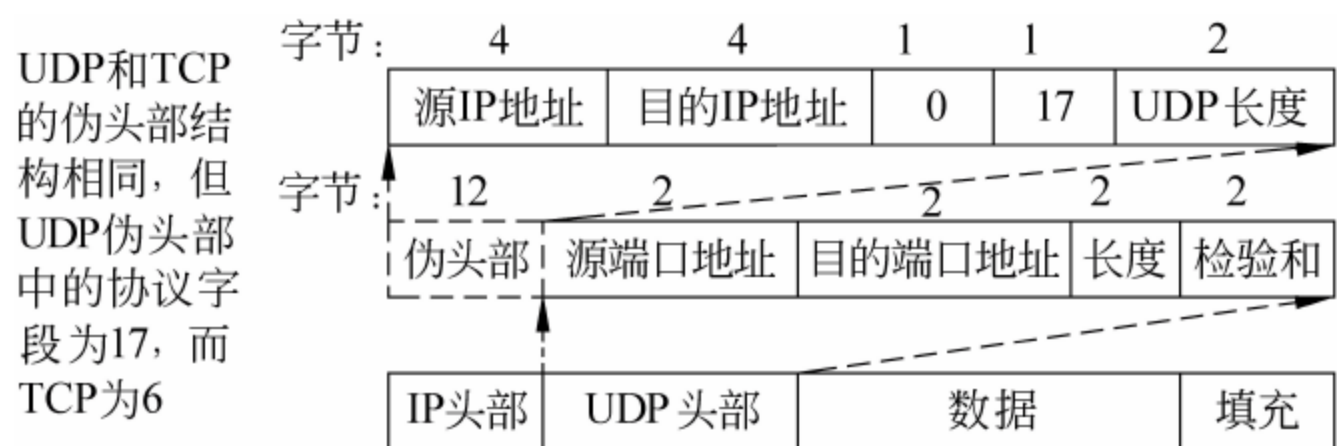 UDP和TCP
的伪头部结
构相同，但
UDP伪头部
中的协议字
段为17，而
TCP为6
字节： 4 4 1 1 2
源IP地址 目的IP地址 0 17 UDP长度
字节： 12 2 2 2 2
伪头部 源端口地址 目的端口地址 长度 检验和
IP头部 UDP头部 数据 填充